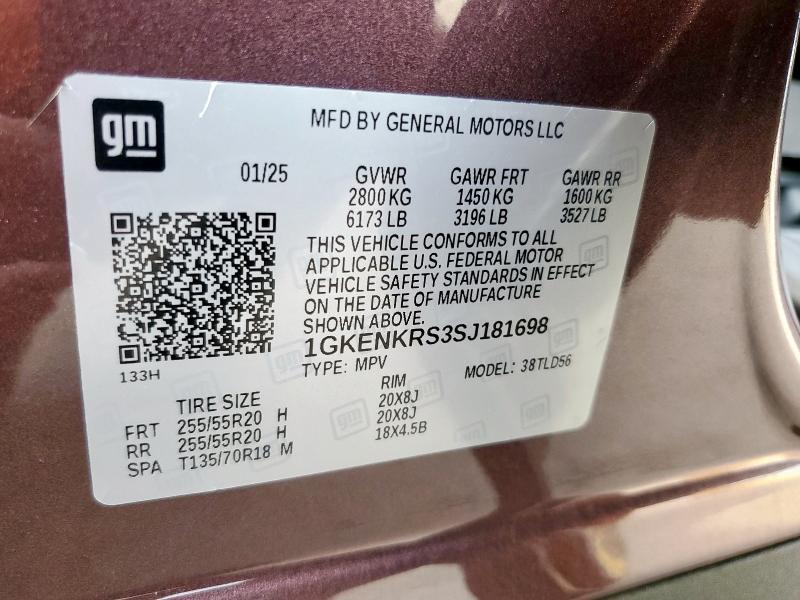 gm
MFD BY GENERAL MOTORS LLC
01/25 GVWR GAWR FRT GAWR RR
2800 KG 1450 KG 1600 KG
6173 LB 3196 LB 3527 LB
THIS VEHICLE CONFORMS TO ALL
APPLICABLE U.S. FEDERAL MOTOR
VEHICLE SAFETY STANDARDS IN EFFECT
ON THE DATE OF MANUFACTURE
SHOWN ABOVE.
1GKENKRS3SJ181698
133H
TYPE: MPV MODEL: 38TLD56
TIRE SIZE RIM
FRT 255/55R20 H 20X8J
RR 255/55R20 H 20X8J
SPA T135/70R18 M 18X4.5B